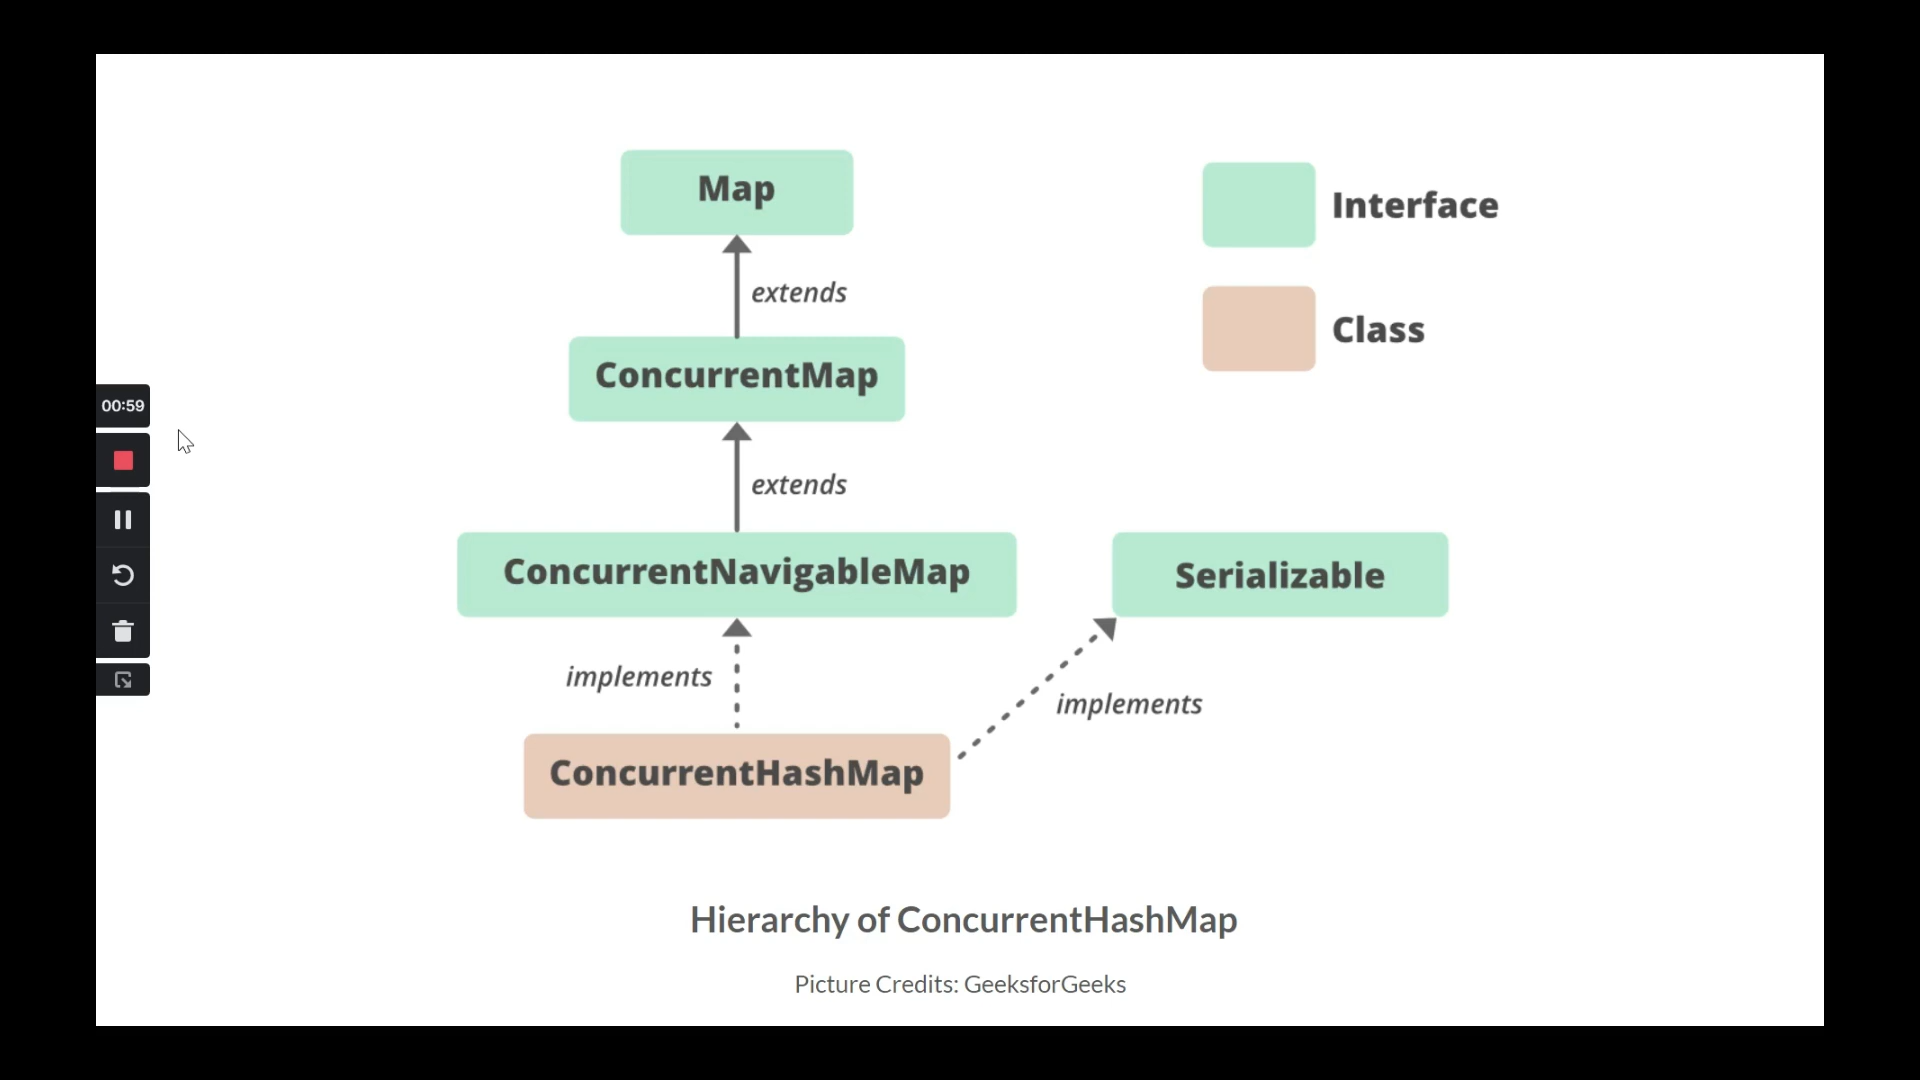 Map
Interface
extends
Class
ConcurrentMap
00:59
extends
ConcurrentNavigableMap
Serializable
implements
implements
ConcurrentHashMap
Hierarchy of ConcurrentHashMap
Picture Credits: GeeksforGeeks